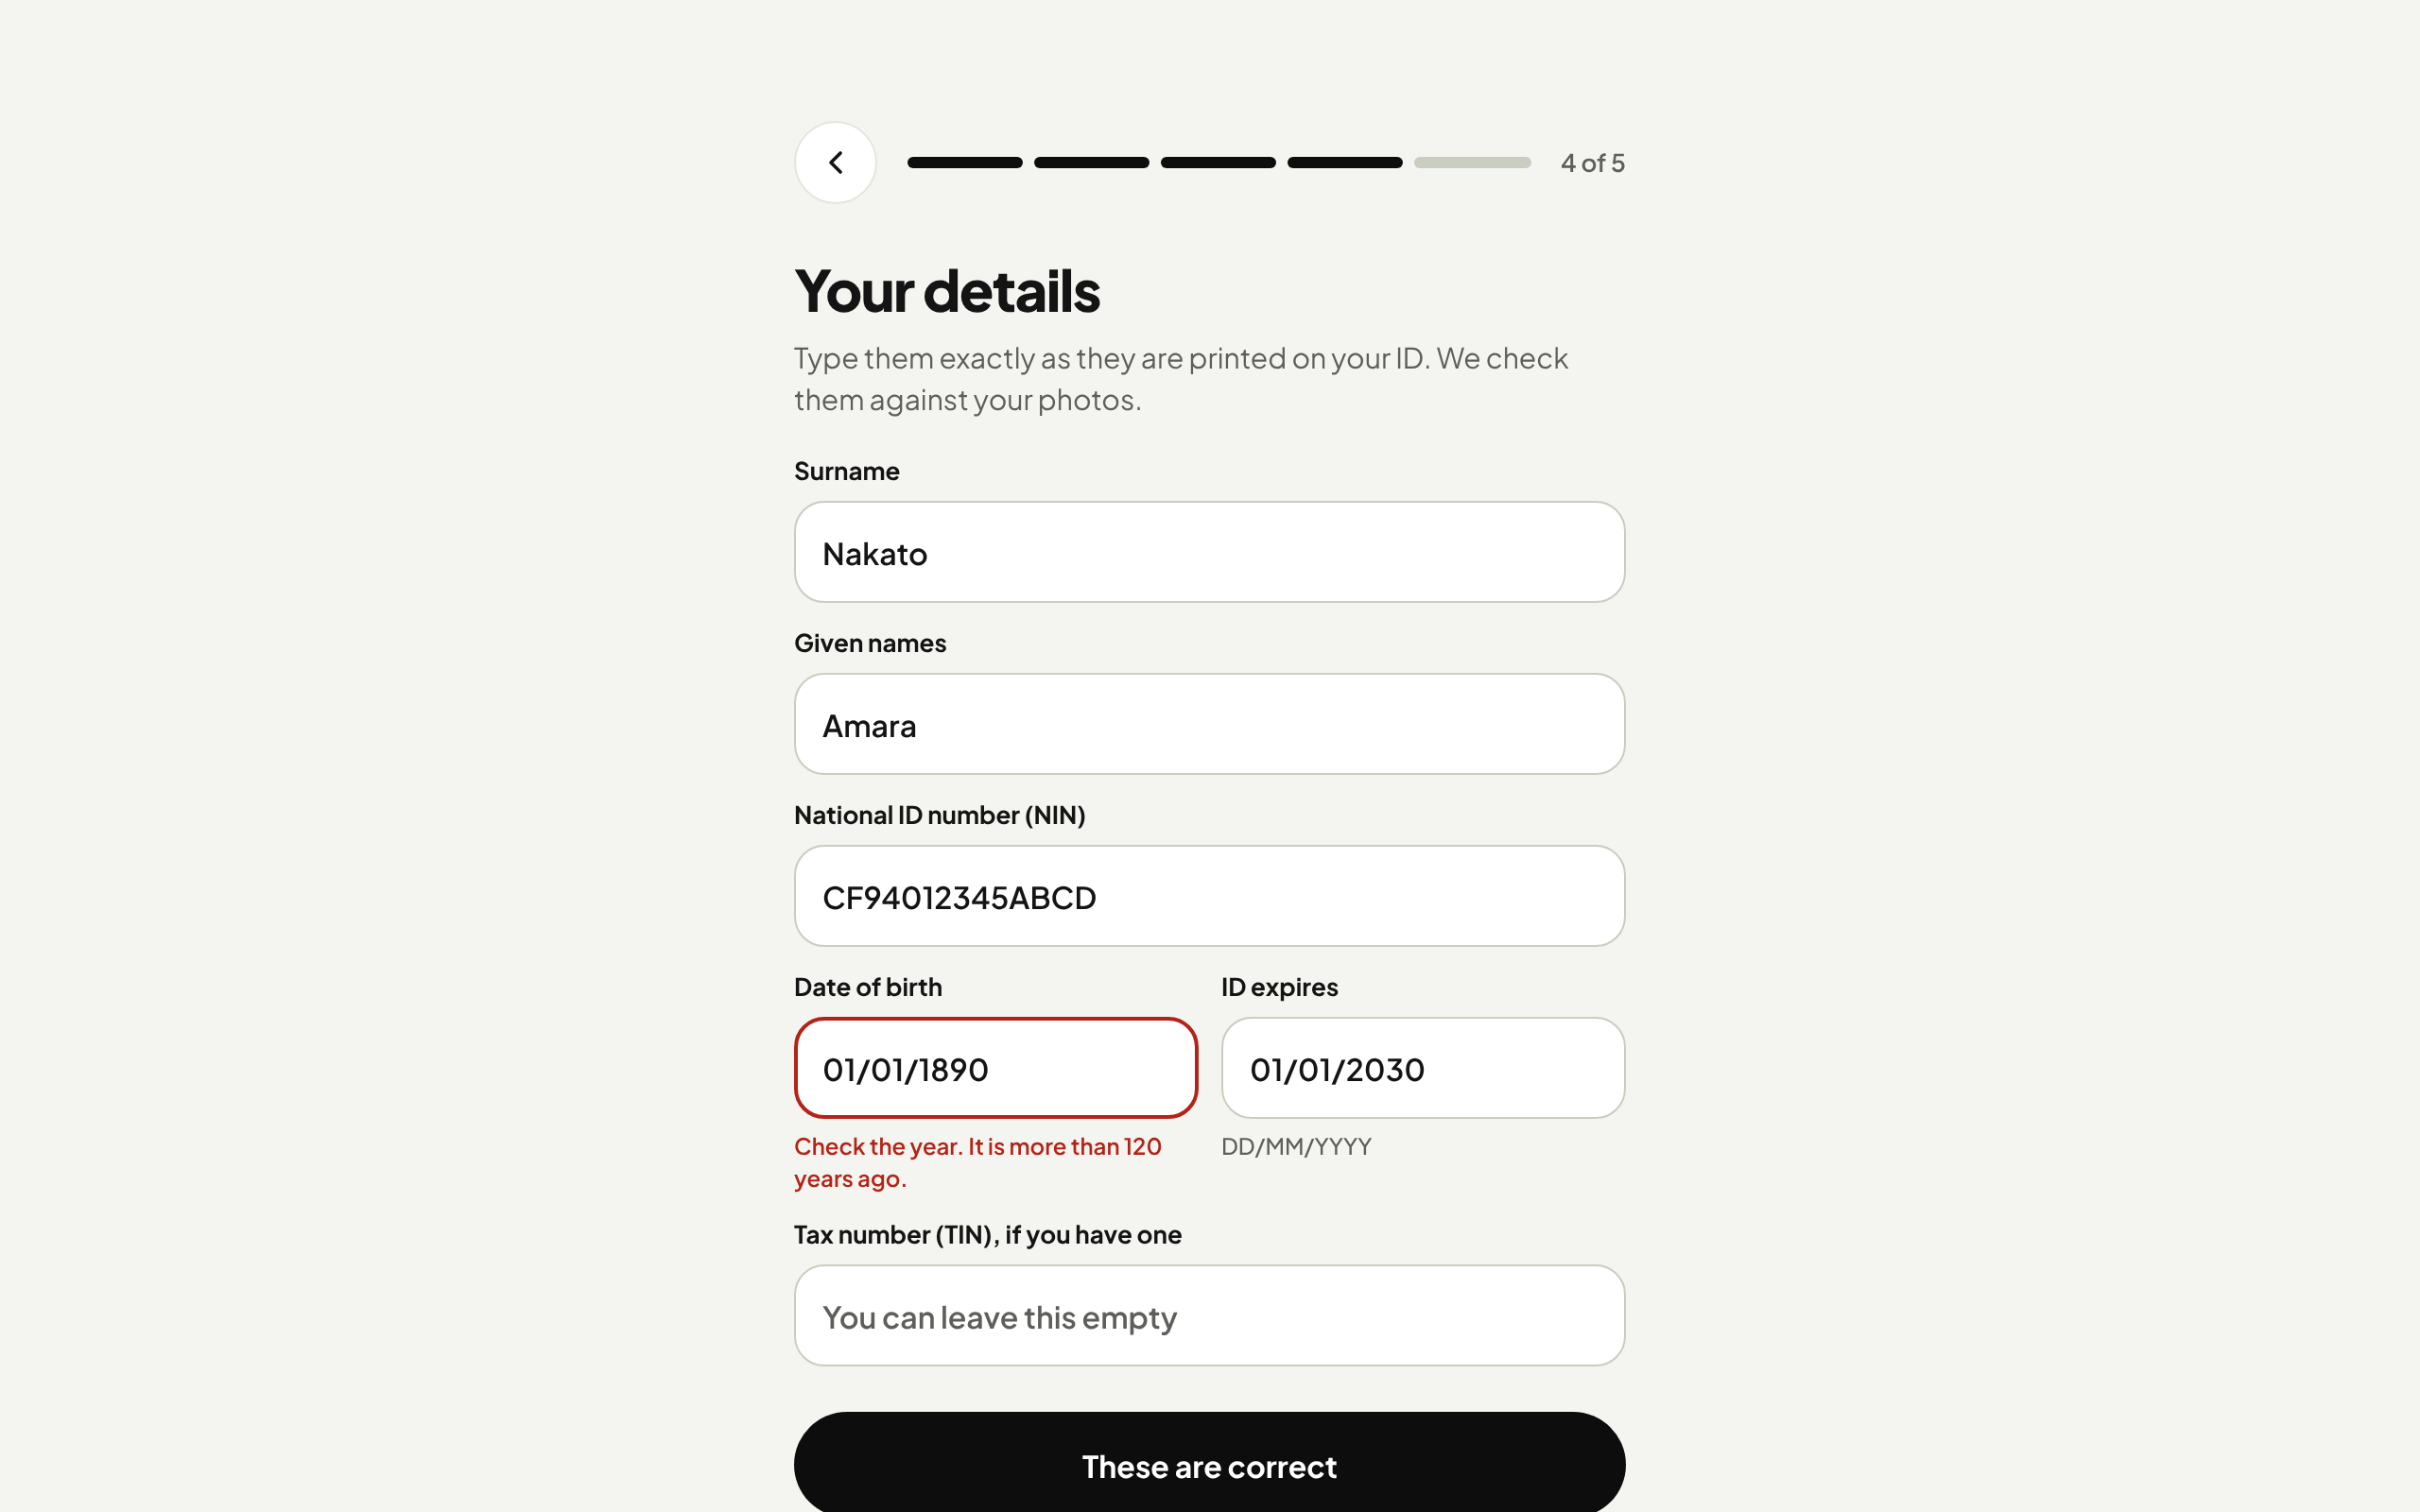 4 of 5
Your details
Type them exactly as they are printed on your ID. We check
them against your photos.
Surname
Nakato
Given names
Amara
National ID number (NIN)
CF94012345ABCD
Date of birth
ID expires
01/01/1890
01/01/2030
Check the year. It is more than 120
years ago.
DD/MM/YYYY
Tax number (TIN), if you have one
You can leave this empty
These are correct